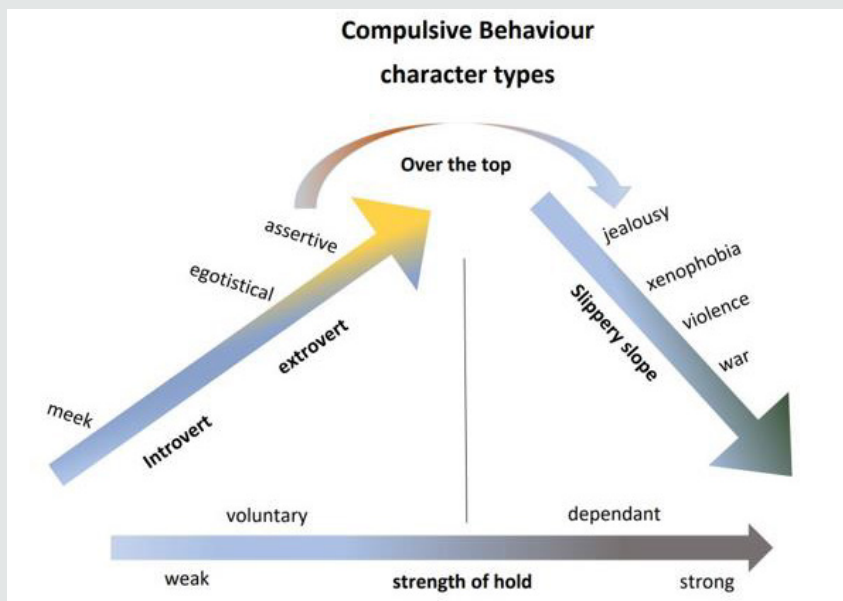 Compulsive Behaviour
character types
Over the top
assertive
egotistical
meek
Introvert
extrovert
jealousy
xenophobia
violence
war
Slippery slope
voluntary
dependant
weak
strength of hold
strong